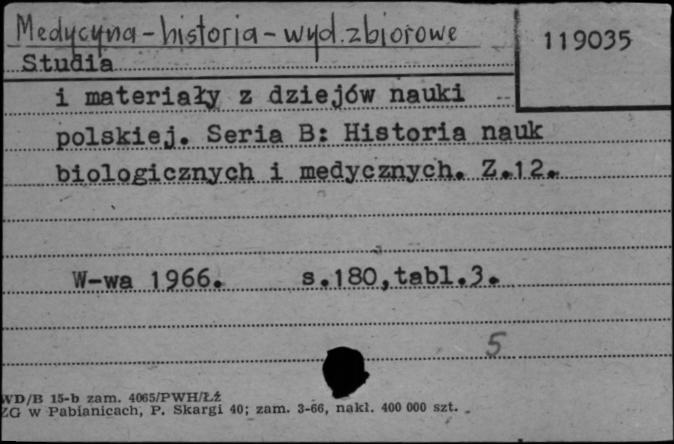 Medycyna - historia - wyd. zbiorowe
119035
Studia
i materiały z dziejów nauki
polskiej. Seria B: Historia nauk
biologicznych i medycznych. Z.12.
W-wa 1966. s.180,tabl.3.
5
WD/B 15-b zam. 4065/PWH/Łź
ZG w Pabianicach, P. Skargi 40; zam. 3-66, nakł. 400 000 szt.